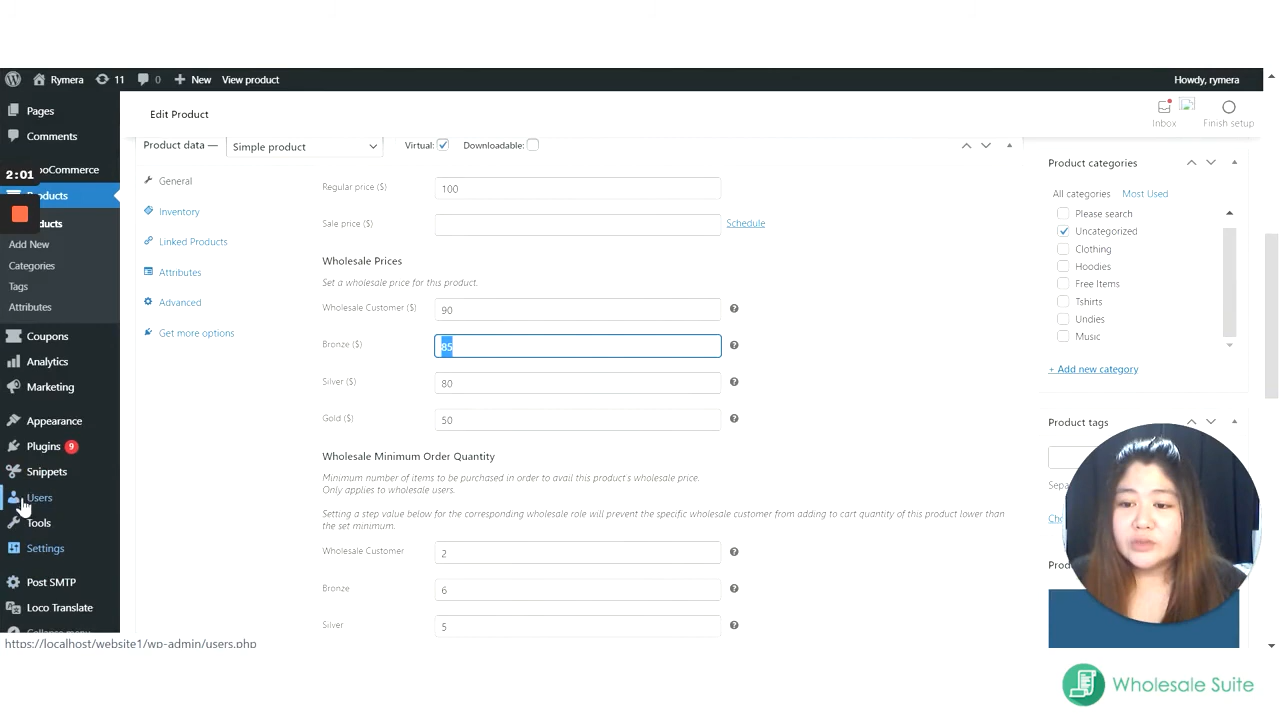 Rymera 11 0 New View product Howdy, rymera
Pages
Comments
ooCommerce
2:01
Products
Add New
Categories
Tags
Attributes
Coupons
Analytics
Marketing
Appearance
Plugins 9
Snippets
Users
Tools
Settings
Post SMTP
Loco Translate
Collapse menu
https://localhost/website1/wp-admin/users.php
Edit Product
Inbox
Finish setup
Product data — Simple product Virtual: Downloadable:
General
Inventory
Linked Products
Attributes
Advanced
Get more options
Regular price ($) 100
Sale price ($) Schedule
Wholesale Prices
Set a wholesale price for this product.
Wholesale Customer ($) 90
Bronze ($) 85
Silver ($) 80
Gold ($) 50
Wholesale Minimum Order Quantity
Minimum number of items to be purchased in order to avail this product's wholesale price.
Only applies to wholesale users.
Setting a step value below for the corresponding wholesale role will prevent the specific wholesale customer from adding to cart quantity of this product lower than
the set minimum.
Wholesale Customer 2
Bronze 6
Silver 5
Product categories
All categories Most Used
Please search
Uncategorized
Clothing
Hoodies
Free Items
Tshirts
Undies
Music
+ Add new category
Product tags
Wholesale Suite